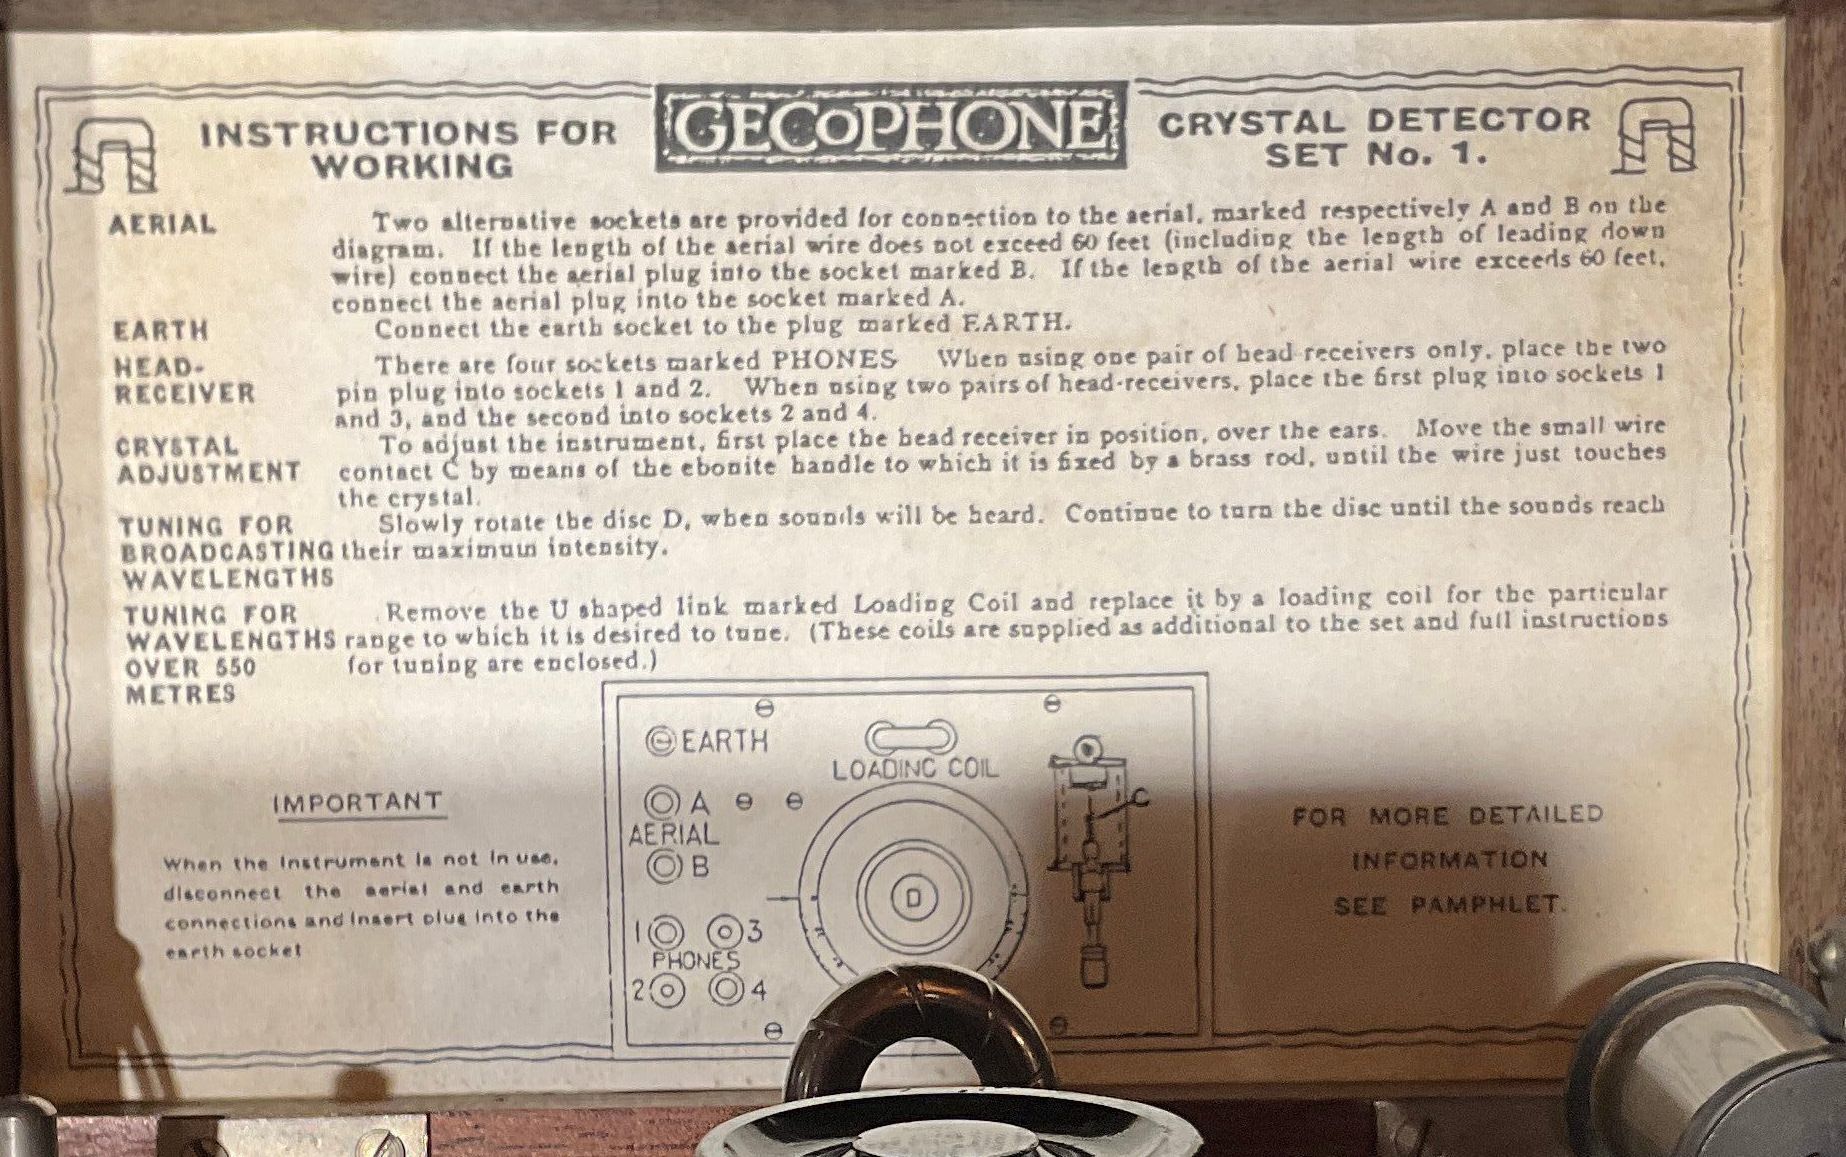 INSTRUCTIONS FOR WORKING
GECOPHONE
CRYSTAL DETECTOR SET No. 1.
AERIAL
Two alternative sockets are provided for connection to the aerial, marked respectively A and B on the
diagram. If the length of the aerial wire does not exceed 60 feet (including the length of leading down
wire) connect the aerial plug into the socket marked B. If the length of the aerial wire exceeds 60 feet,
connect the aerial plug into the socket marked A.
EARTH
Connect the earth socket to the plug marked EARTH.
HEAD-
RECEIVER
There are four sockets marked PHONES When using one pair of head receivers only, place the two
pin plug into sockets 1 and 2. When using two pairs of head-receivers, place the first plug into sockets 1
and 3, and the second into sockets 2 and 4.
CRYSTAL
ADJUSTMENT
To adjust the instrument, first place the head receiver in position, over the ears. Move the small wire
contact C by means of the ebonite handle to which it is fixed by a brass rod, until the wire just touches
the crystal.
TUNING FOR
BROADCASTING
WAVELENGTHS
Slowly rotate the disc D, when sounds will be heard. Continue to turn the disc until the sounds reach
their maximum intensity.
TUNING FOR
WAVELENGTHS
OVER 550
METRES
Remove the U shaped link marked Loading Coil and replace it by a loading coil for the particular
range to which it is desired to tune. (These coils are supplied as additional to the set and full instructions
for tuning are enclosed.)
IMPORTANT
When the instrument is not in use,
disconnect the aerial and earth
connections and insert plug into the
earth socket
EARTH
LOADING COIL
A
AERIAL
B
C
D
1 3
PHONES
2 4
FOR MORE DETAILED
INFORMATION
SEE PAMPHLET.